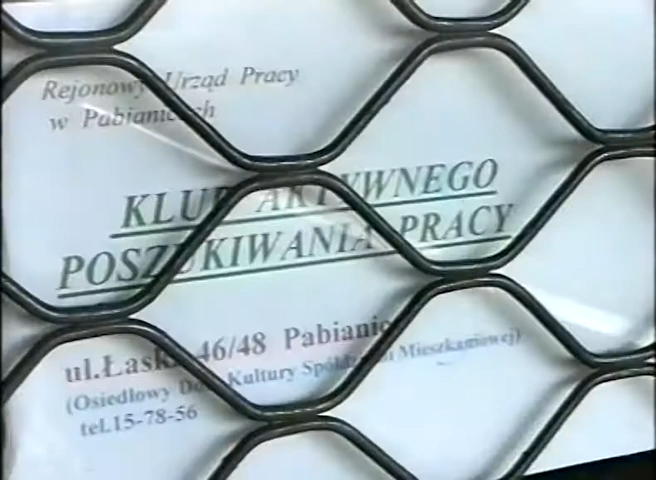 Rejonowy Urząd Pracy
w Pabianicach
KLUB AKTYWNEGO
POSZUKIWANIA PRACY
ul.Łaska 46/48 Pabianice
(Osiedlowy Dom Kultury Spółdzielni Mieszkaniowej)
tel.15-78-56